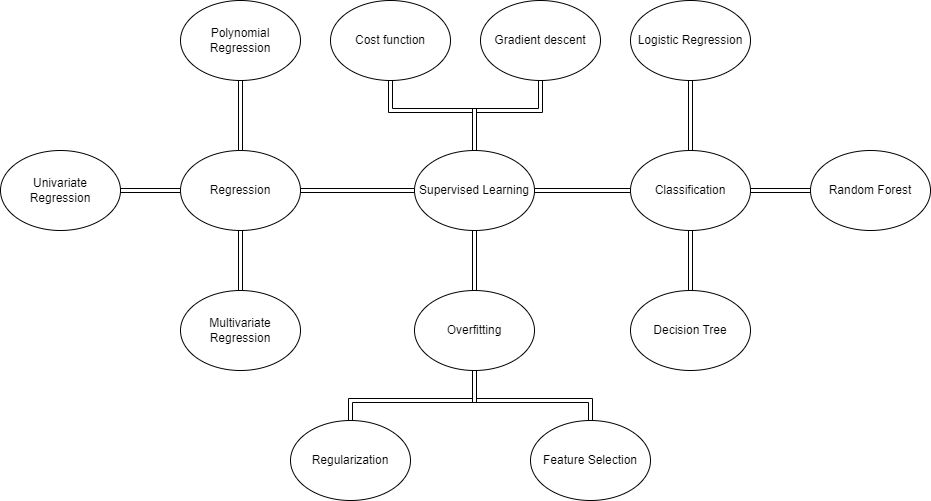 Polynomial
Regression
Cost function
Gradient descent
Logistic Regression
Univariate
Regression
Regression
Supervised Learning
Classification
Random Forest
Multivariate
Regression
Overfitting
Decision Tree
Regularization
Feature Selection